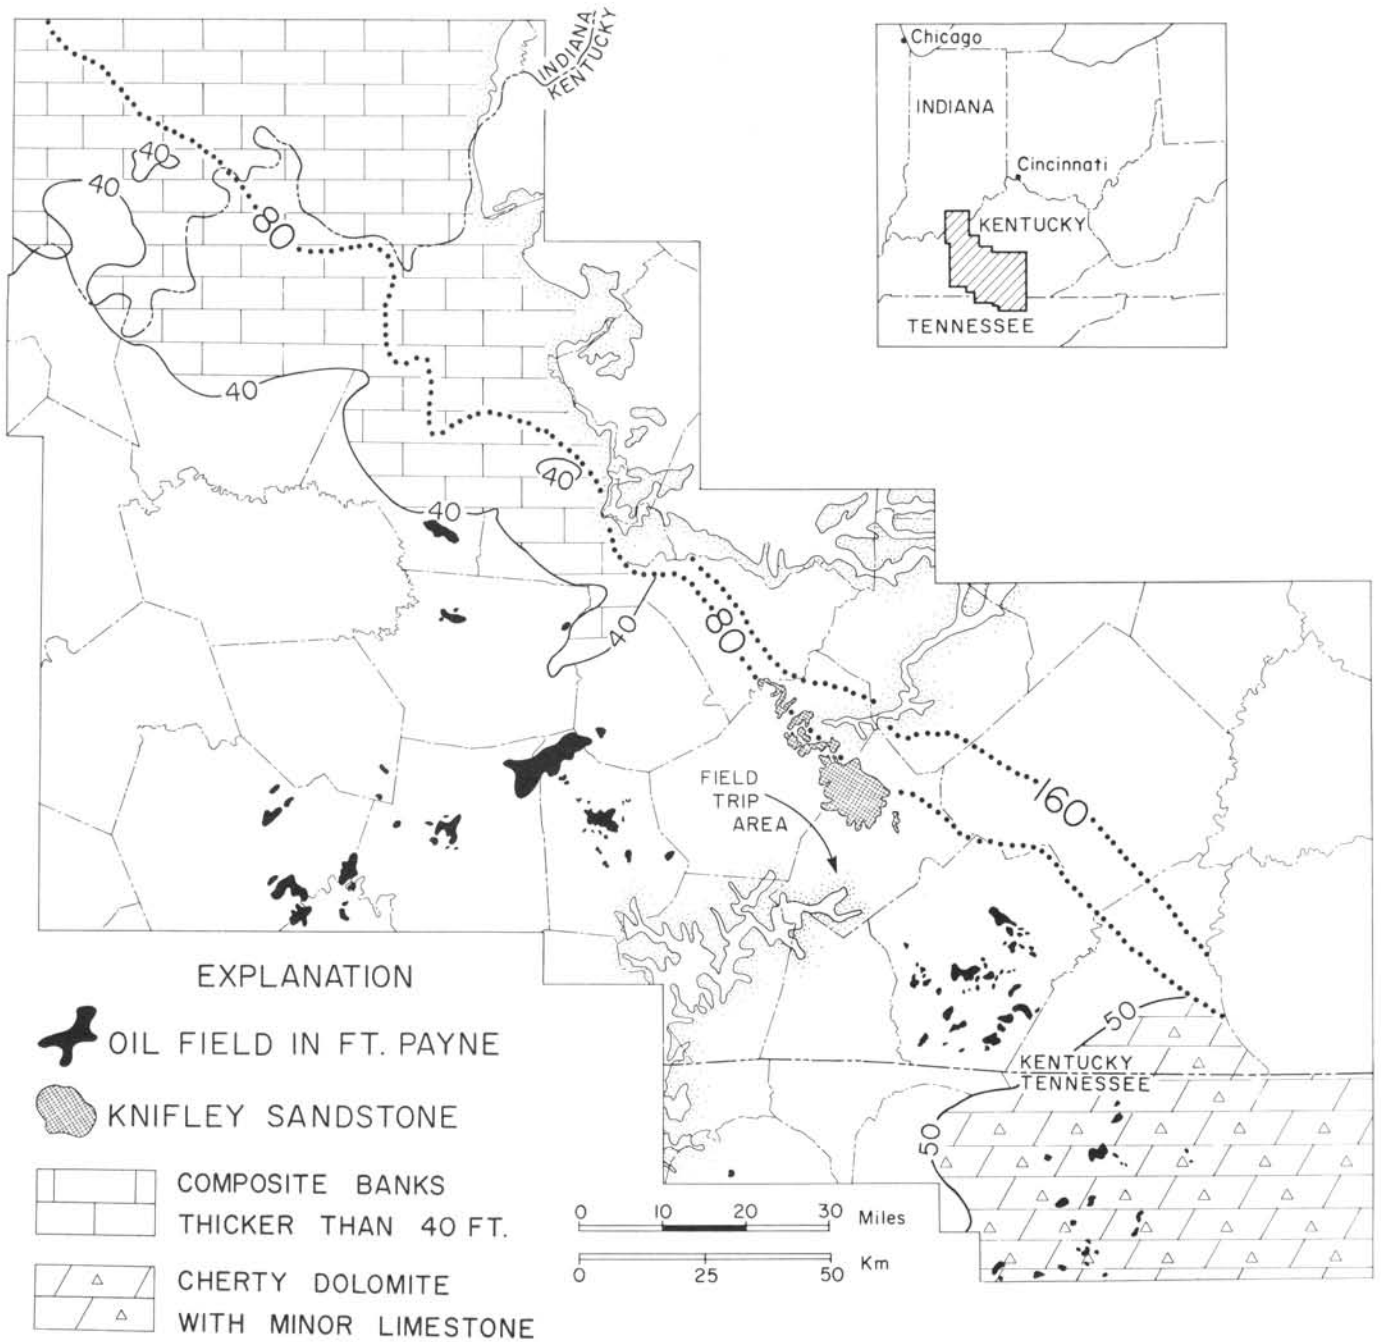 INDIANA
KENTUCKY
Chicago
INDIANA
Cincinnati
KENTUCKY
TENNESSEE
40
40
80
40
40
40
40
80
160
FIELD
TRIP
AREA
50
KENTUCKY
TENNESSEE
50
EXPLANATION
OIL FIELD IN FT. PAYNE
KNIFLEY SANDSTONE
COMPOSITE BANKS
THICKER THAN 40 FT.
CHERTY DOLOMITE
WITH MINOR LIMESTONE
0 10 20 30 Miles
0 25 50 Km